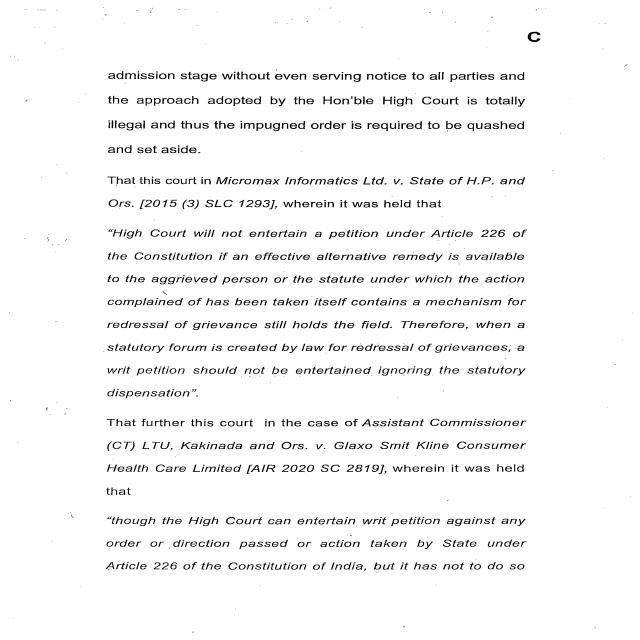 C
admission stage without even serving notice to all parties and
the approach adopted by the Hon'ble High Court is totally
illegal and thus the impugned order is required to be quashed
and set aside.
That this court in Micromax Informatics Ltd. v. State of H.P. and
Ors. [2015 (3) SLC 1293], wherein it was held that
"High Court will not entertain a petition under Article 226 of
the Constitution if an effective alternative remedy is available
to the aggrieved person or the statute under which the action
complained of has been taken itself contains a mechanism for
redressal of grievance still holds the field. Therefore, when a
statutory forum is created by law for redressal of grievances, a
writ petition should not be entertained ignoring the statutory
dispensation".
That further this court in the case of Assistant Commissioner
(CT) LTU, Kakinada and Ors. v. Glaxo Smit Kline Consumer
Health Care Limited [AIR 2020 SC 2819], wherein it was held
that
"though the High Court can entertain writ petition against any
order or direction passed or action taken by State under
Article 226 of the Constitution of India, but it has not to do so